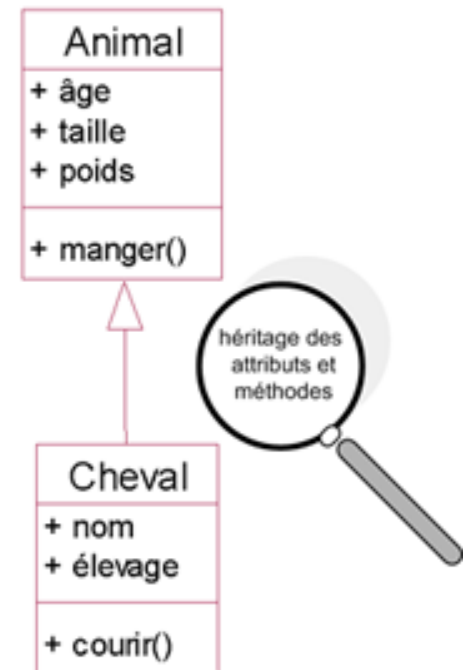 Animal
+ âge
+ taille
+ poids
+ manger()
héritage des
attributs et
méthodes
Cheval
+ nom
+ élevage
+ courir()